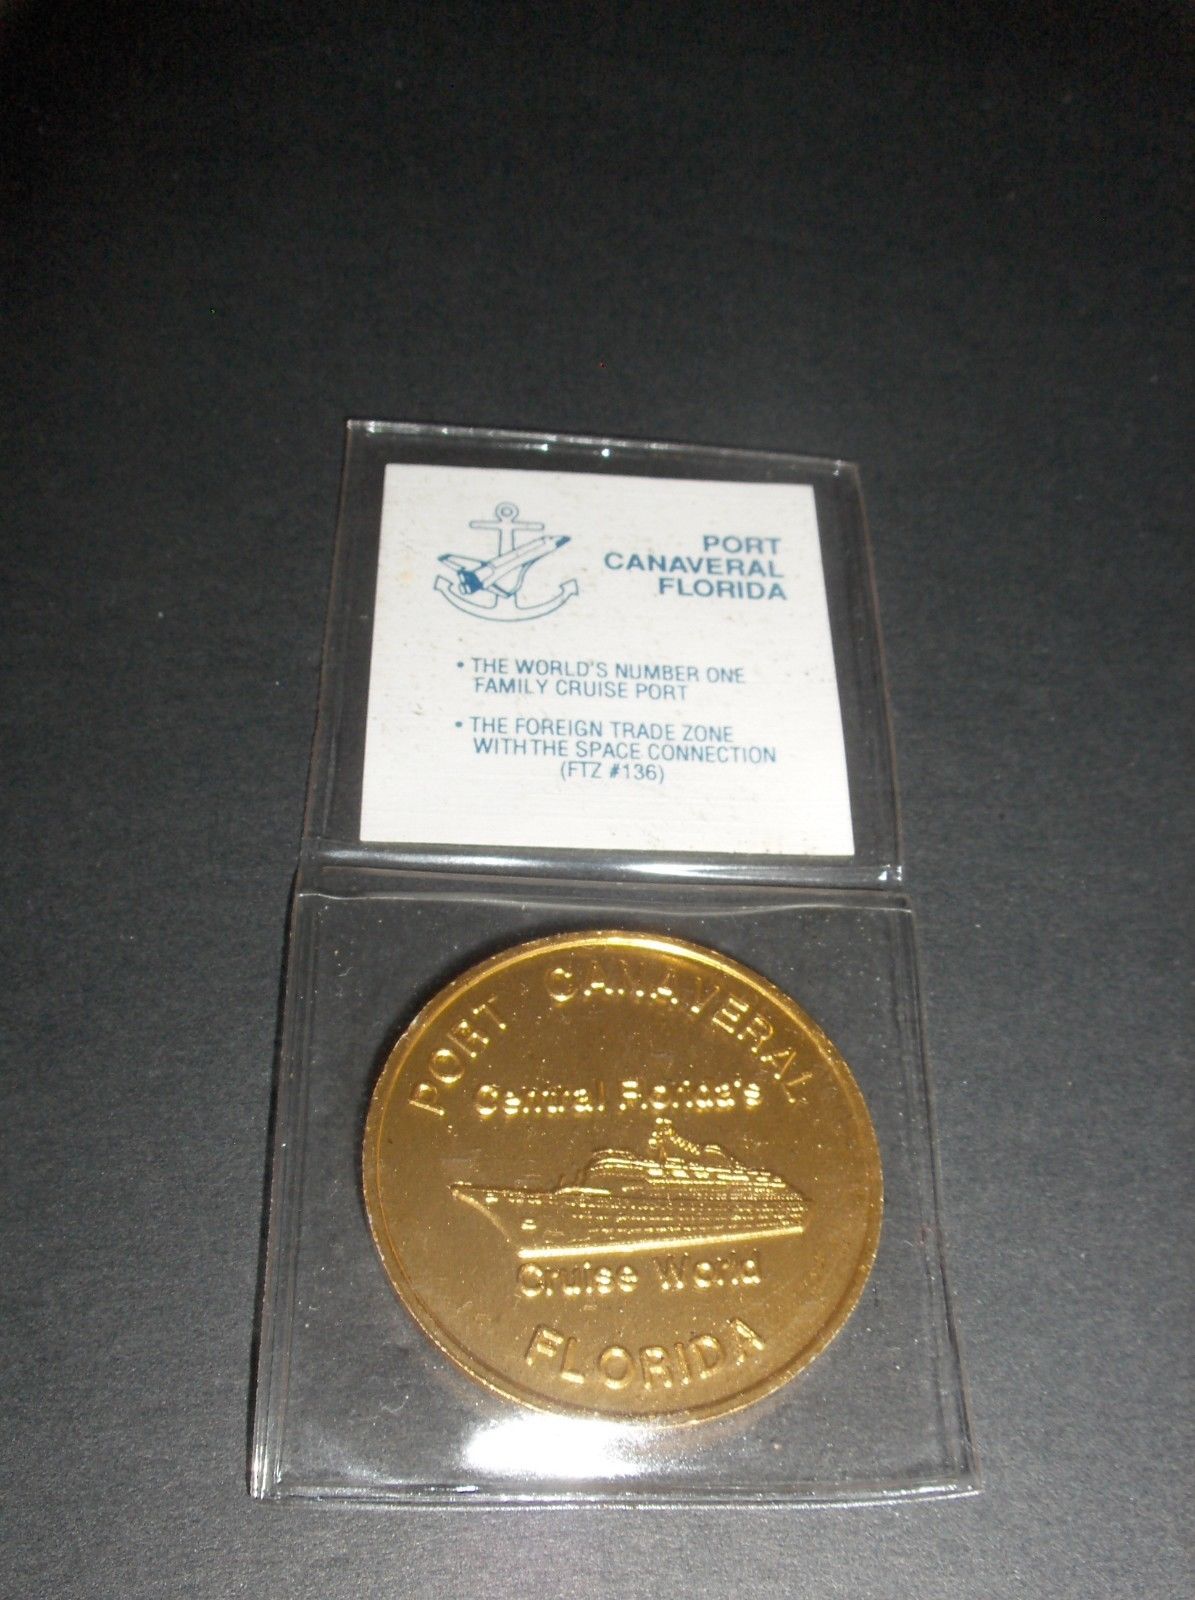 PORT
CANAVERAL
FLORIDA
• THE WORLD'S NUMBER ONE
FAMILY CRUISE PORT
• THE FOREIGN TRADE ZONE
WITH THE SPACE CONNECTION
(FTZ #136)
PORT CANAVERAL
Central Florida's
Cruise World
FLORIDA